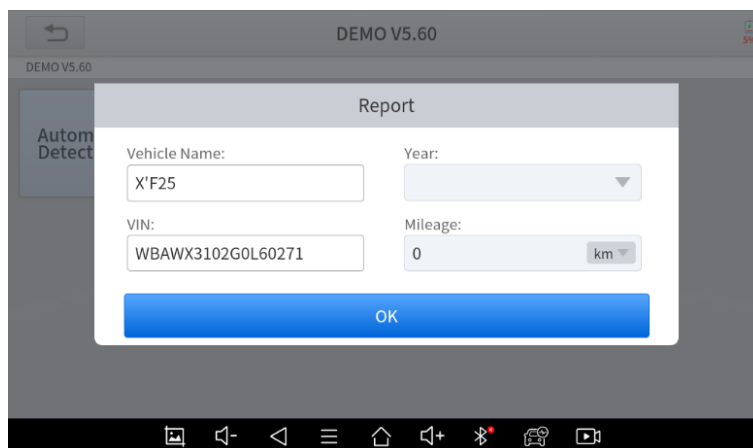 DEMO V5.60
DEMO V5.60
Autom
Detect
Report
Vehicle Name:
Year:
X'F25
VIN:
Mileage:
WBAWX3102G0L60271
0
km
OK